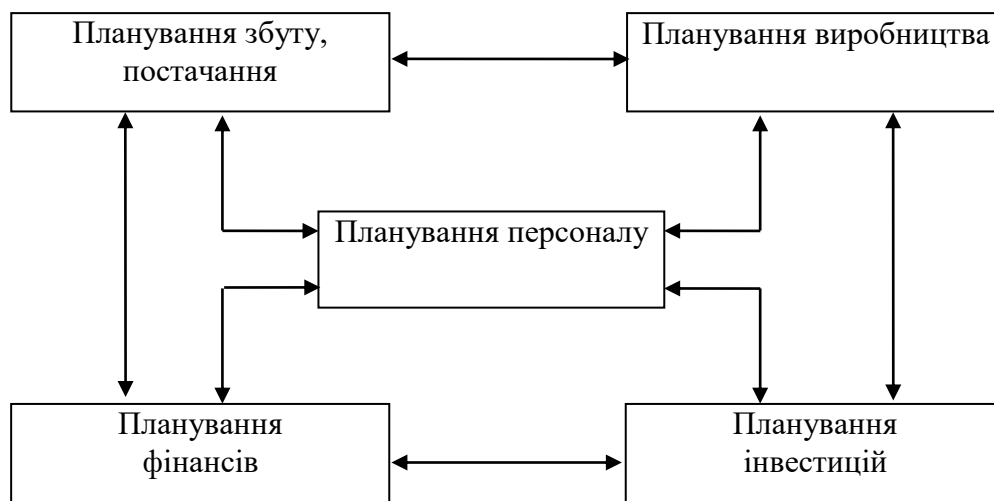 Планування збуту,
постачання
Планування виробництва
Планування персоналу
Планування
фінансів
Планування
інвестицій